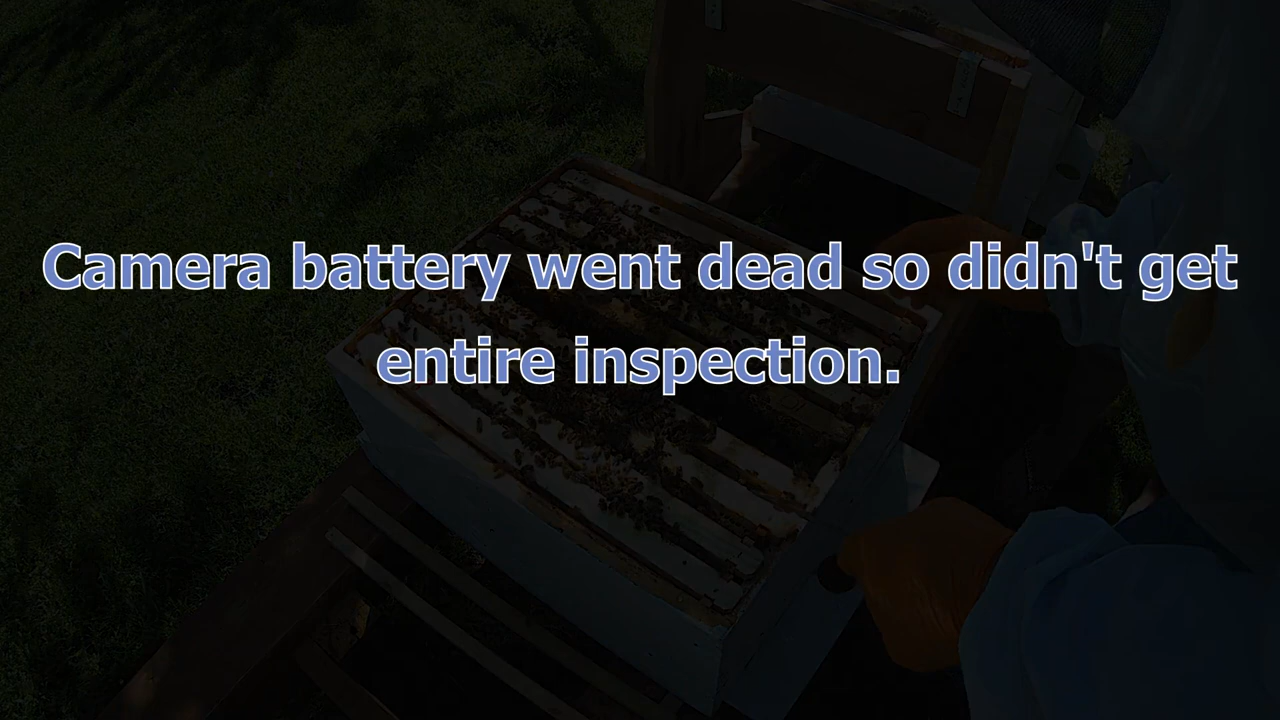 Camera battery went dead so didn't get
entire inspection.